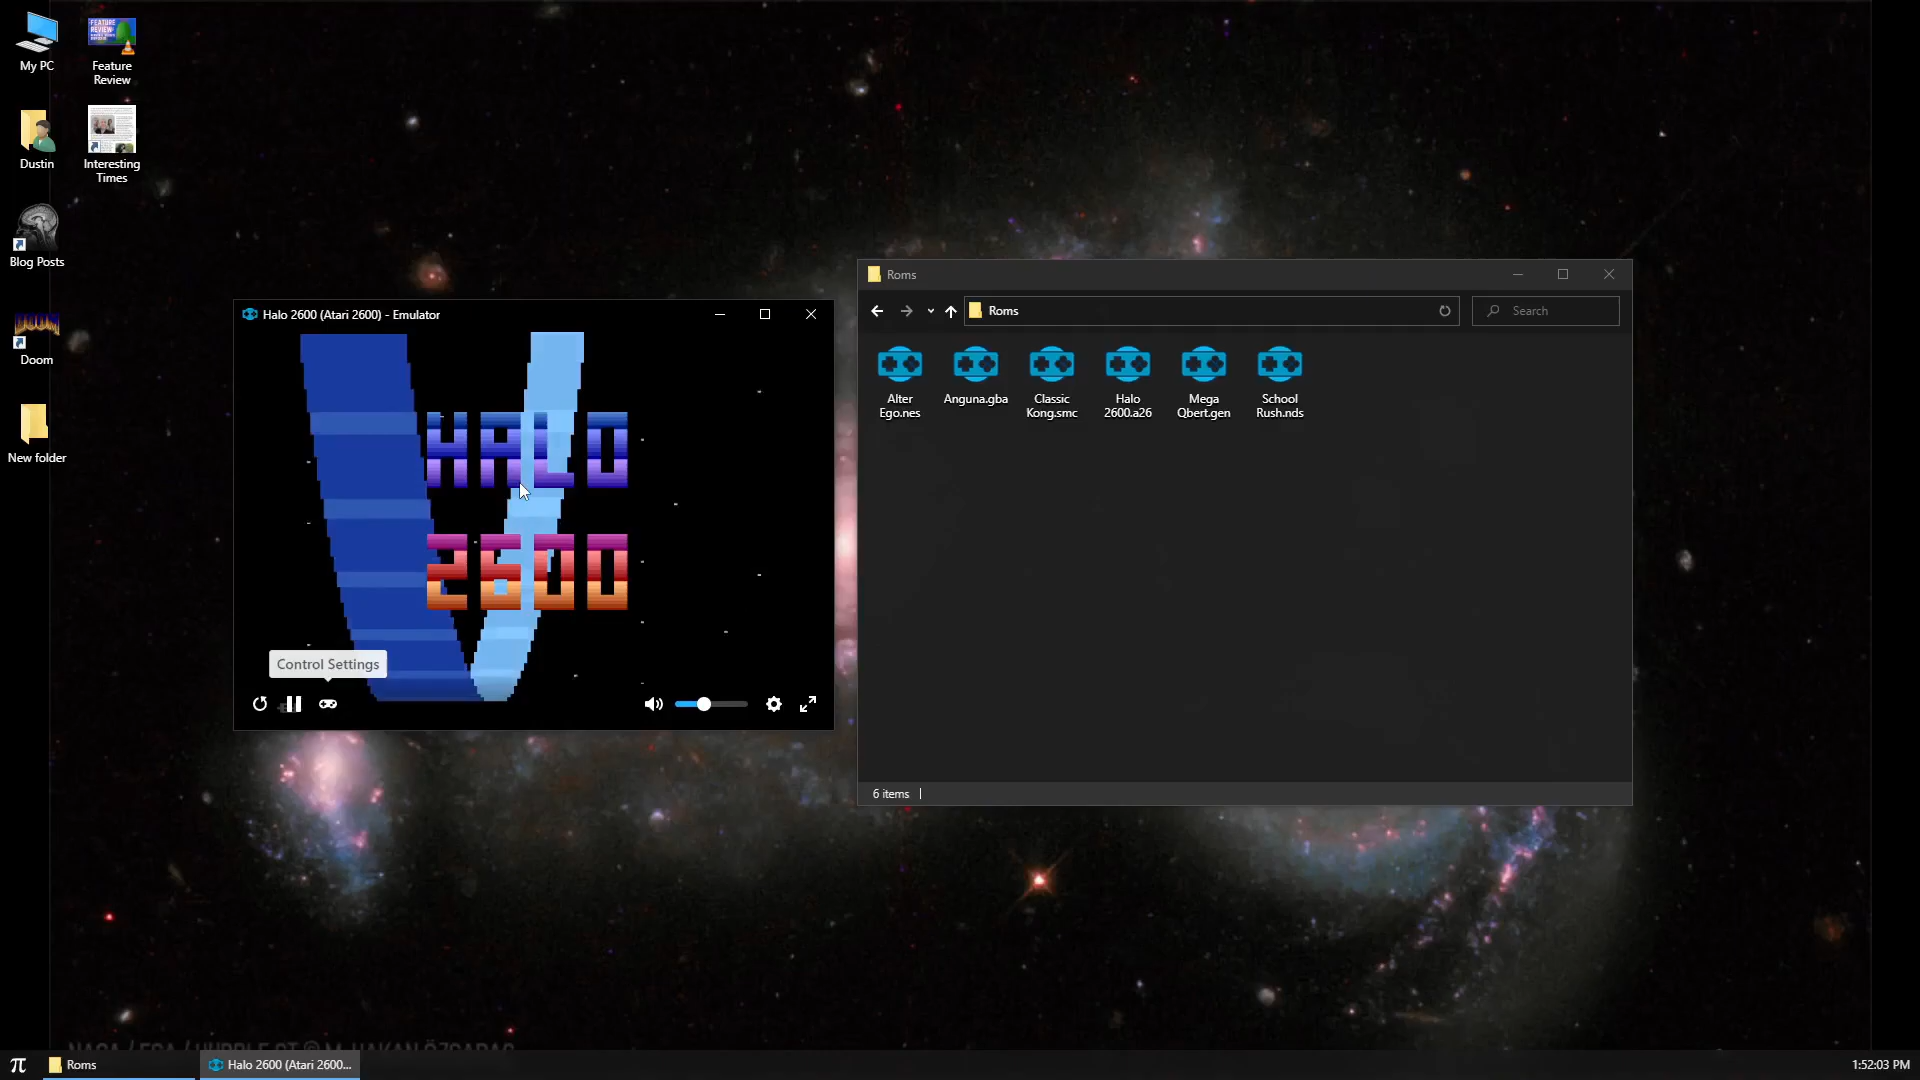 My PC
Feature
Review
FEATURE
REVIEW
Dustin
Interesting
Times
Blog Posts
Doom
New folder
Halo 2600 (Atari 2600) - Emulator
HALO
2600
Control Settings
Roms
Roms
Search
Alter
Ego.nes
Anguna.gba
Classic
Kong.smc
Halo
2600.a26
Mega
Qbert.gen
School
Rush.nds
6 items
π
Roms
Halo 2600 (Atari 2600...
1:52:03 PM